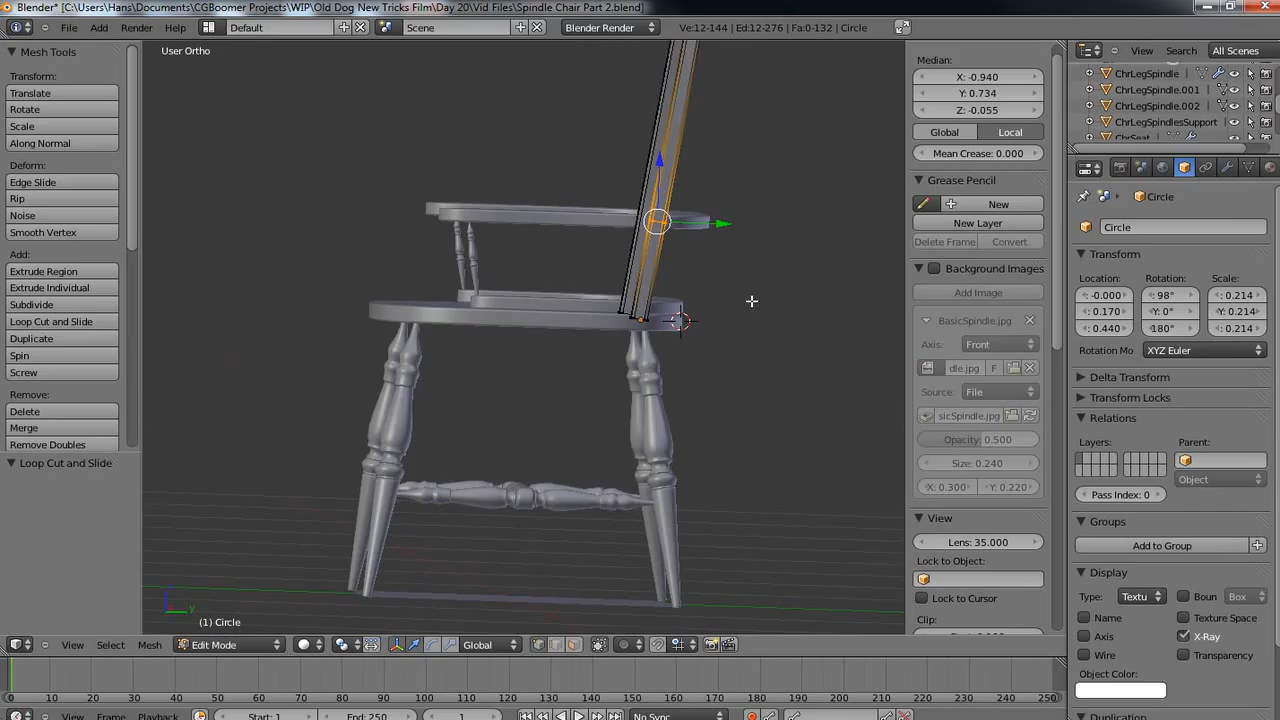 Blender* [C:\Users\Hans\Documents\CGBoomer Projects\WIP\Old Dog New Tricks Film\Day 20\Vid Files\Spindle Chair Part 2.blend]
File Add Render Help Default Scene Blender Render Ve:12-144 | Ed:12-276 | Fa:0-132 | Circle
View Search All Scenes
Mesh Tools
User Ortho
Transform:
Translate
Rotate
Scale
Along Normal
Deform:
Edge Slide
Rip
Noise
Smooth Vertex
Add:
Extrude Region
Extrude Individual
Subdivide
Loop Cut and Slide
Duplicate
Spin
Screw
Remove:
Delete
Merge
Remove Doubles
Loop Cut and Slide
(1) Circle
y
Median:
X: -0.940
Y: 0.734
Z: -0.055
Global Local
Mean Crease: 0.000
Grease Pencil
New
New Layer
Delete Frame Convert
Background Images
Add Image
BasicSpindle.jpg
Axis: Front
dle.jpg F
Source: File
sicSpindle.jpg
Opacity: 0.500
Size: 0.240
X: 0.300 Y: 0.220
View
Lens: 35.000
Lock to Object:
Lock to Cursor
Clip:
ChrLegSpindle
ChrLegSpindle.001
ChrLegSpindle.002
ChrLegSpindlesSupport
ChrSeat
Circle
Circle
Transform
Location: Rotation: Scale:
-0.000 98° 0.214
0.170 Y: 0° Y: 0.214
0.440 180° 0.214
Rotation Mo XYZ Euler
Delta Transform
Transform Locks
Relations
Layers: Parent:
Object
Pass Index: 0
Groups
Add to Group
Display
Type: Textu Boun Box
Name Texture Space
Axis X-Ray
Wire Transparency
Object Color:
Duplication
View Select Mesh Edit Mode Global
0 10 20 30 40 50 60 70 80 90 100 110 120 130 140 150 160 170 180 190 200 210 220 230 240 250
View Frame Playback Start: 1 End: 250 1 No Sync